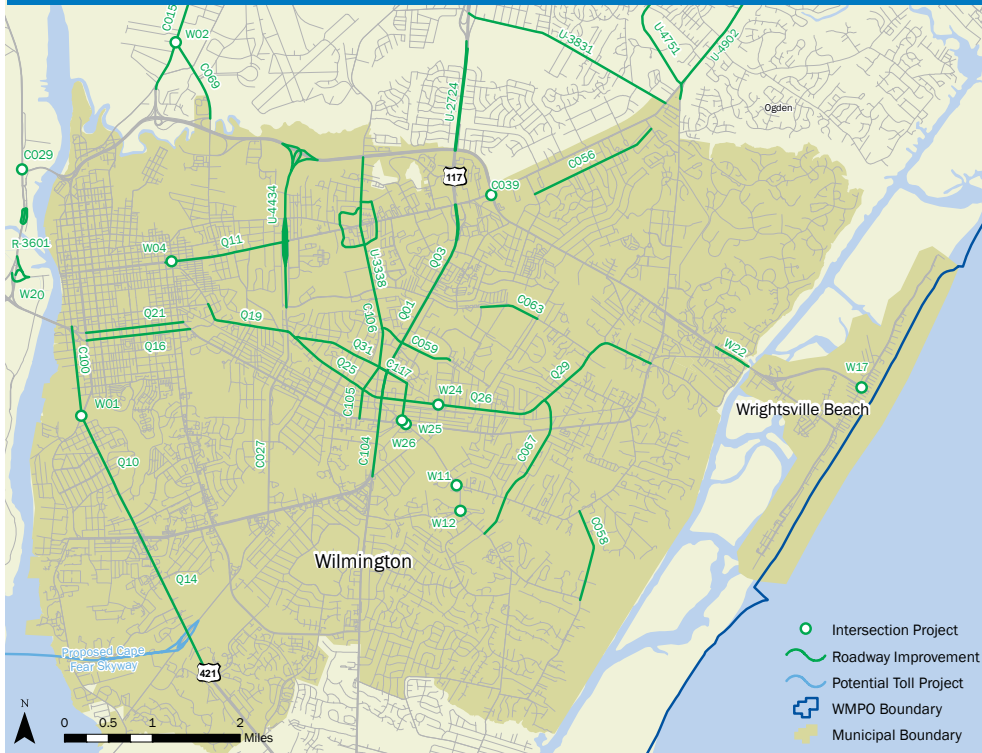 C015
W02
C069
U-2724
U-3831
U-4751
U-4902
Ogden
C029
117
C039
C056
R-3601
W20
W04
Q11
U-4434
U-3338
Q03
Q01
C106
C063
Q21
Q16
Q19
Q31
Q25
C059
C117
C100
W01
C105
C104
C027
W24
Q26
W25
W26
Q29
W22
W17
Wrightsville Beach
Q10
C067
W11
W12
C058
Wilmington
Q14
Proposed Cape
Fear Skyway
421
Intersection Project
Roadway Improvement
Potential Toll Project
WMPO Boundary
Municipal Boundary
N
0 0.5 1 2
Miles